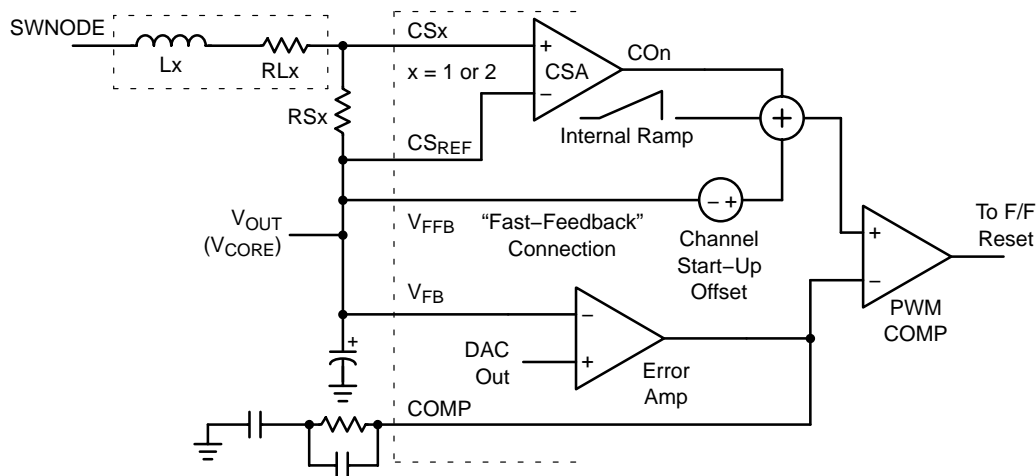 SWNODE
Lx
RLx
CSx
x = 1 or 2
RSx
CSREF
+
CSA
−
COn
Internal Ramp
+
VOUT
(VCORE)
VFFB
“Fast−Feedback”
Connection
− +
Channel
Start−Up
Offset
+
−
PWM
COMP
To F/F
Reset
VFB
−
+
DAC
Out
Error
Amp
+
COMP